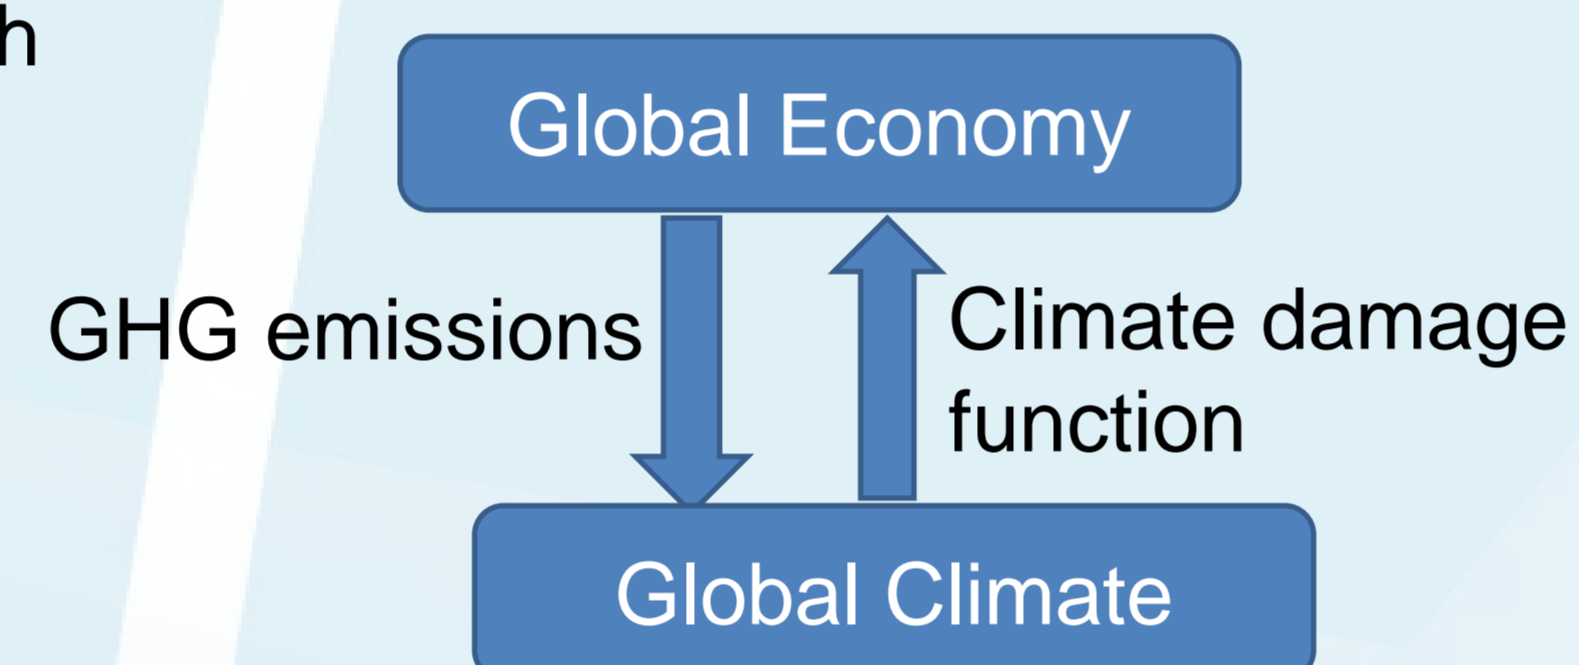 h
Global Economy
GHG emissions
Climate damage
function
Global Climate